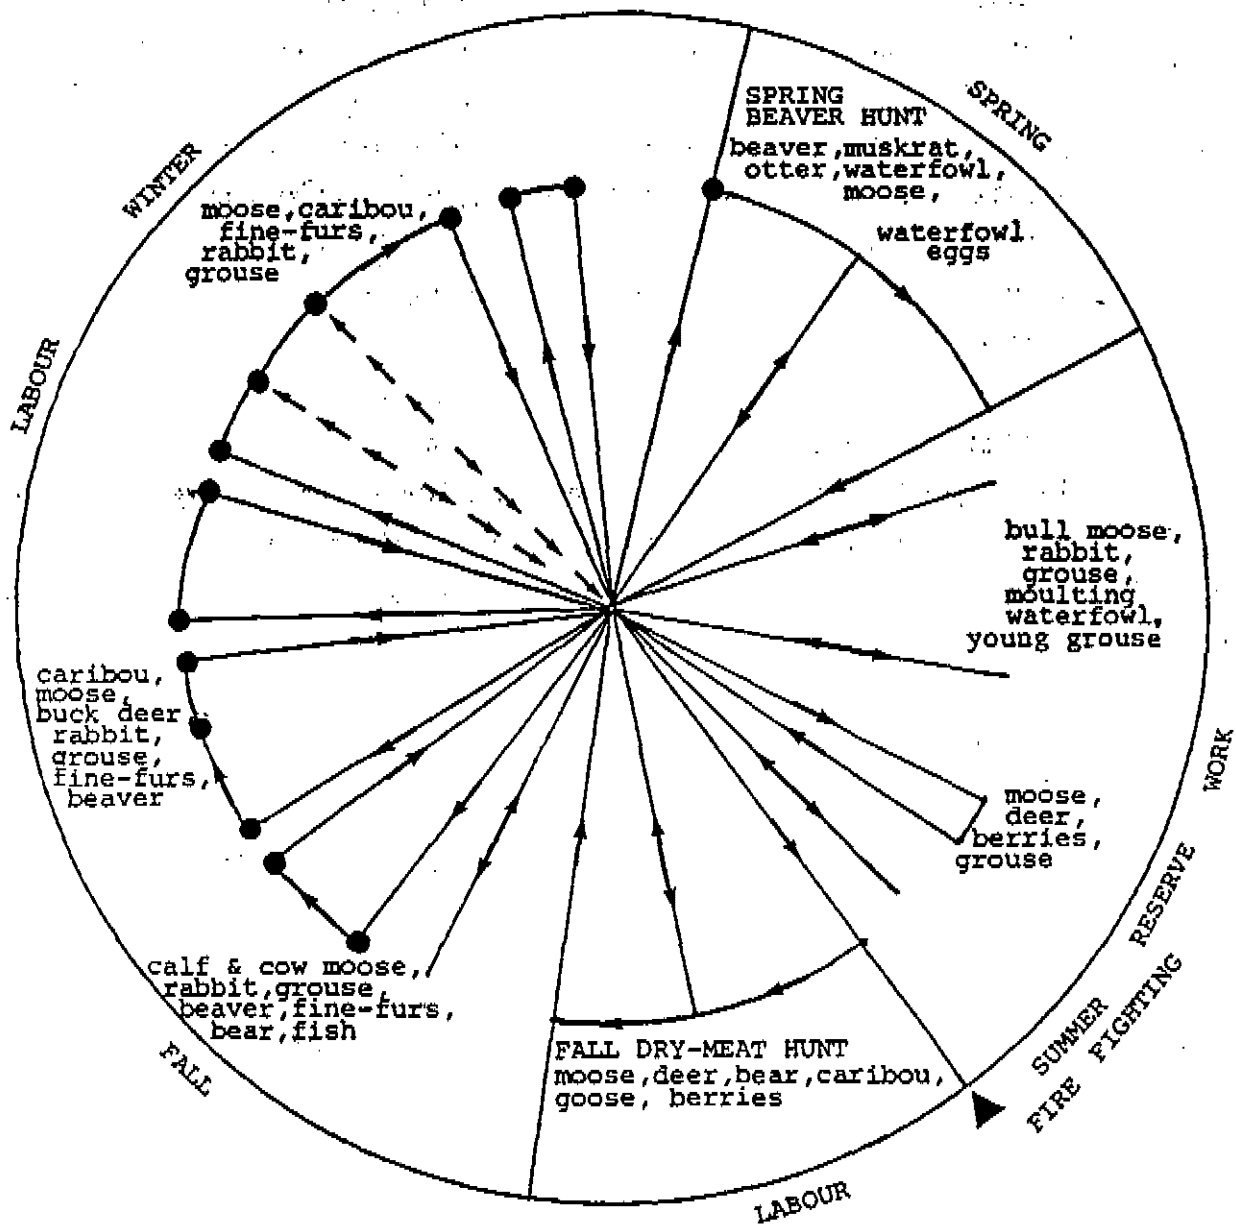 SPRING
SPRING
BEAVER HUNT
beaver,muskrat,
otter,waterfowl,
moose,
waterfowl
eggs
bull moose,
rabbit,
grouse,
moulting
waterfowl,
young grouse
WORK
moose,
deer,
berries,
grouse
RESERVE
SUMMER
FIRE FIGHTING
FALL DRY-MEAT HUNT
moose,deer,bear,caribou,
goose, berries
LABOUR
calf & cow moose,
rabbit,grouse,
beaver,fine-furs,
bear,fish
FALL
caribou,
moose,
buck deer
rabbit,
grouse,
fine-furs,
beaver
LABOUR
WINTER
moose,caribou,
fine-furs,
rabbit,
grouse